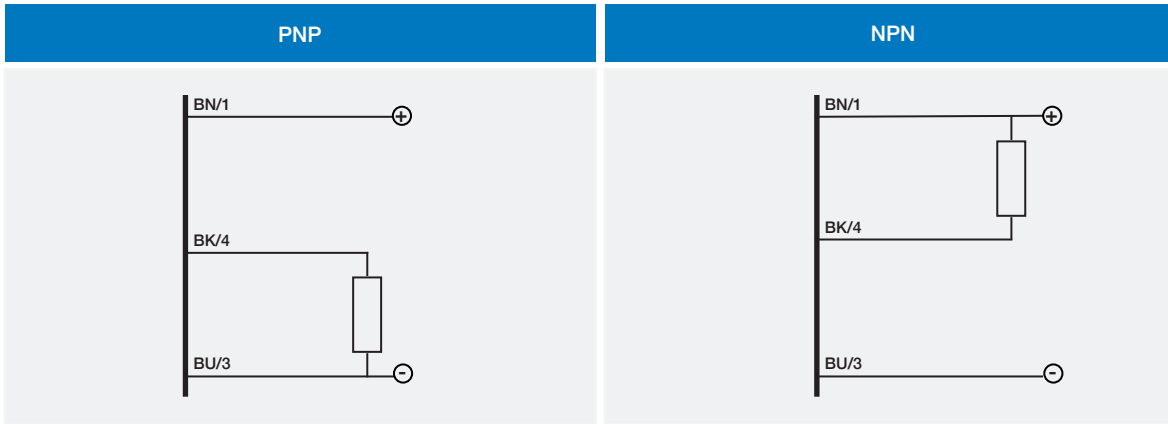 PNP
NPN
BN/1
+
BK/4
BU/3
-
BN/1
+
BK/4
BU/3
-